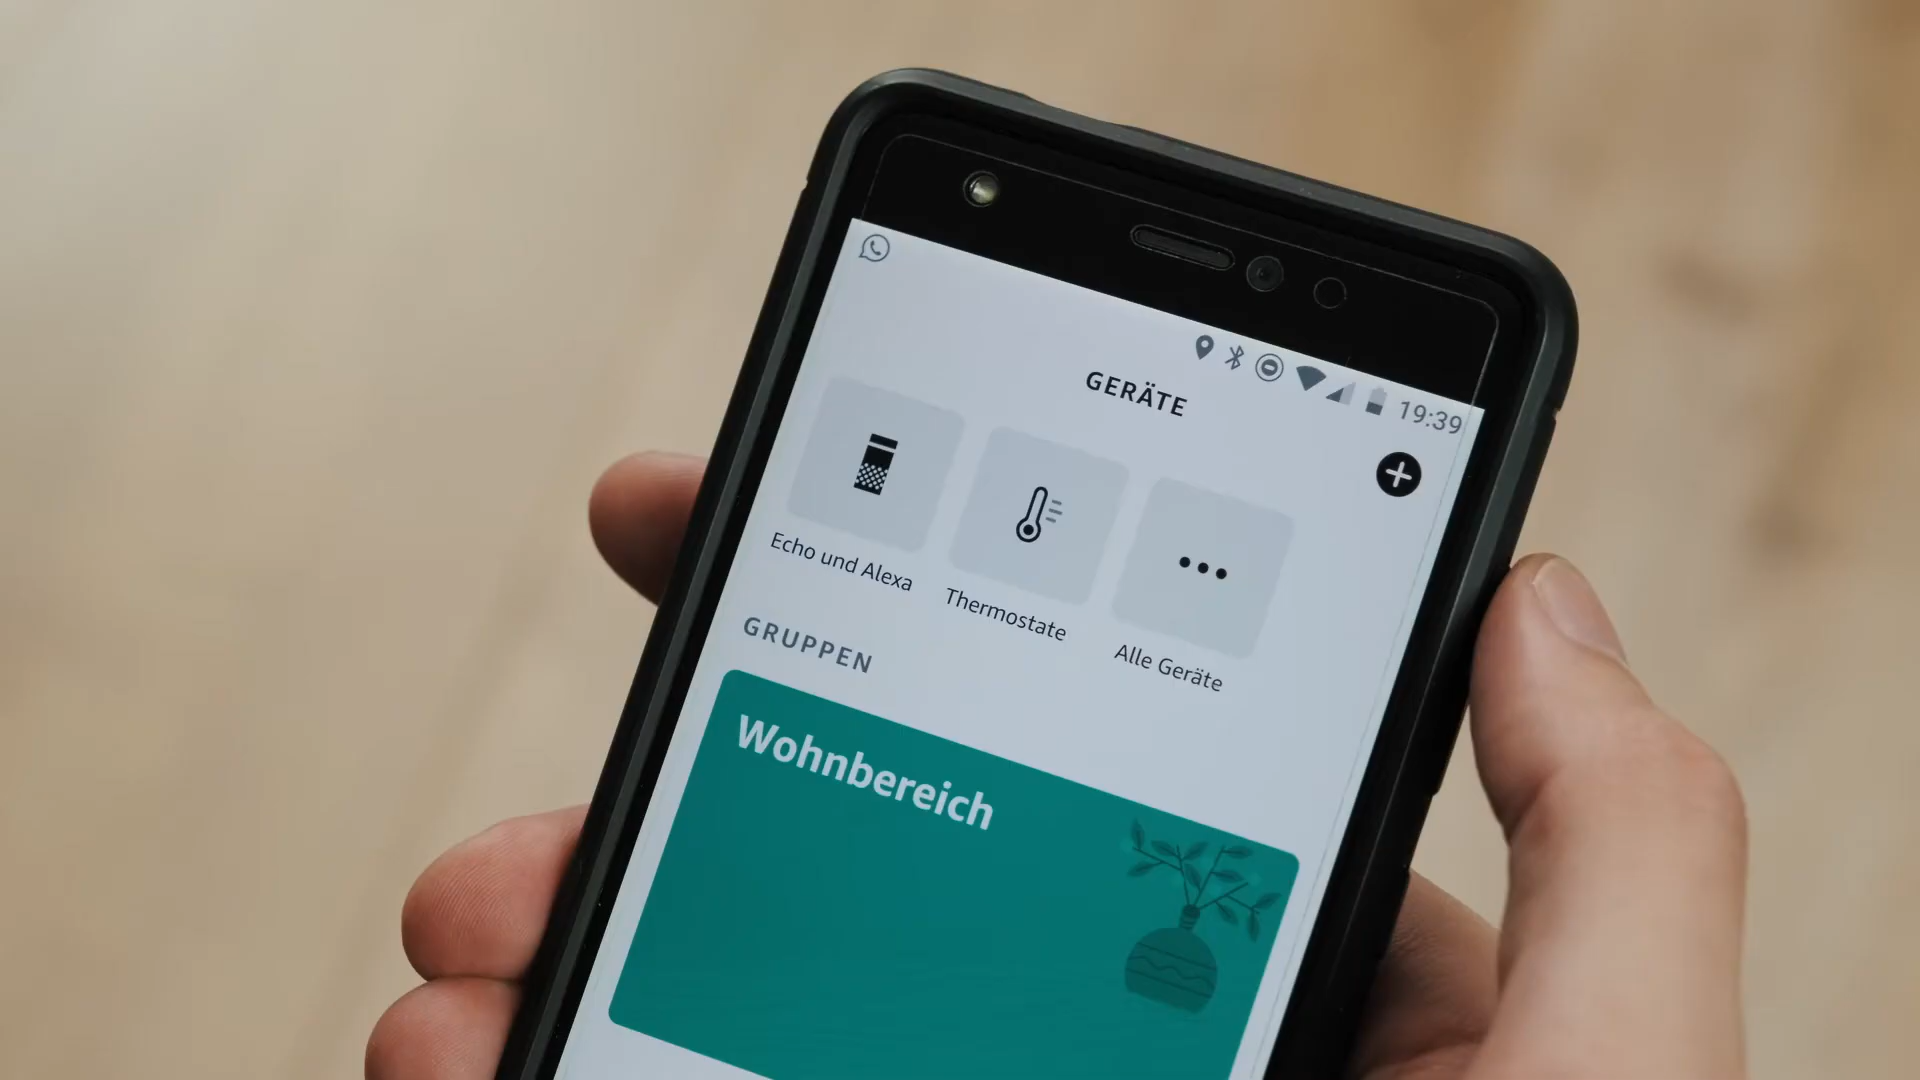 19:39
GERÄTE
Echo und Alexa
Thermostate
Alle Geräte
GRUPPEN
Wohnbereich